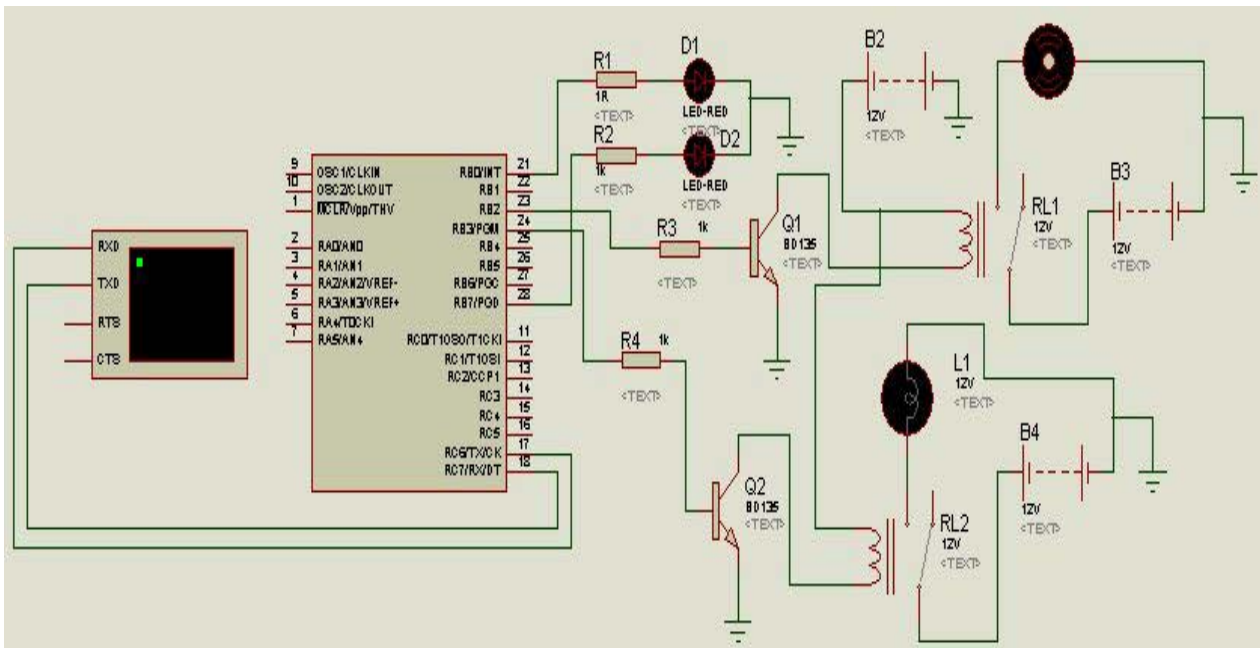 RXD
TXD
RTS
CTS
9
10
1
2
3
4
5
6
7
OSC1/CLKIN
OSC2/CLKOUT
MCLR/Vpp/THV
RA0/AN0
RA1/AN1
RA2/AN2/VREF-
RA3/AN3/VREF+
RA4/T0CKI
RA5/AN4
RB0/INT
RB1
RB2
RB3/PGM
RB4
RB5
RB6/PGC
RB7/PGD
RC0/T1OSO/T1CKI
RC1/T1OSI
RC2/CCP1
RC3
RC4
RC5
RC6/TX/CK
RC7/RX/DT
21
22
23
24
25
26
27
28
11
12
13
14
15
16
17
18
R1
1R
<TEXT>
D1
LED-RED
<TEXT>
R2
1k
<TEXT>
D2
LED-RED
<TEXT>
R3
1k
<TEXT>
Q1
BD135
<TEXT>
R4
1k
<TEXT>
Q2
BD135
<TEXT>
B2
12V
<TEXT>
RL1
12V
<TEXT>
B3
12V
<TEXT>
L1
12V
<TEXT>
B4
12V
<TEXT>
RL2
12V
<TEXT>